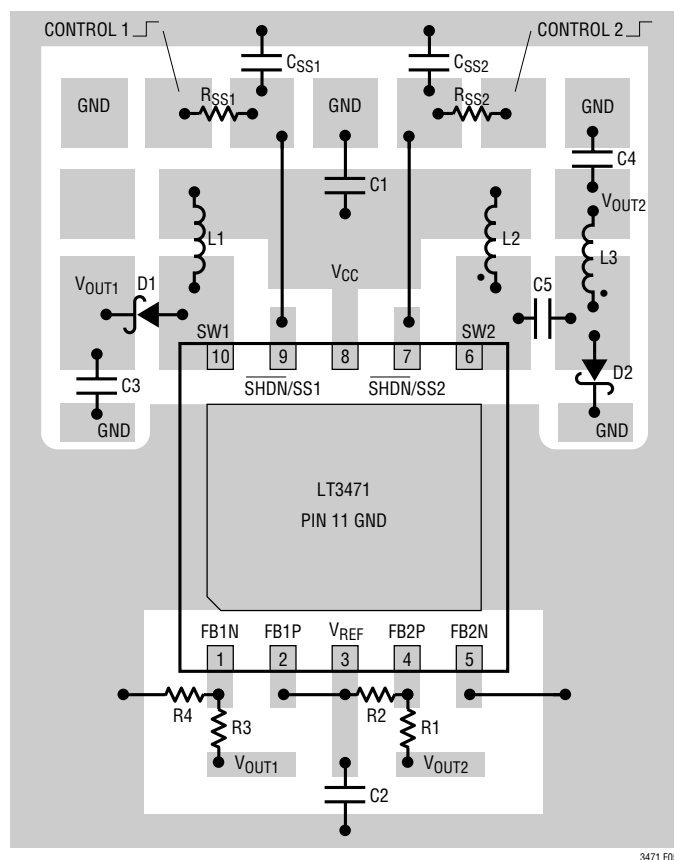 CONTROL 1
CSS1
CSS2
CONTROL 2
RSS1
RSS2
GND
GND
GND
C4
C1
VOUT2
L1
L2
L3
VCC
VOUT1
D1
C5
SW1
SW2
10
9
8
7
6
D2
C3
SHDN/SS1
SHDN/SS2
GND
GND
LT3471
PIN 11 GND
FB1N
FB1P
VREF
FB2P
FB2N
1
2
3
4
5
R4
R2
R3
R1
VOUT1
VOUT2
C2